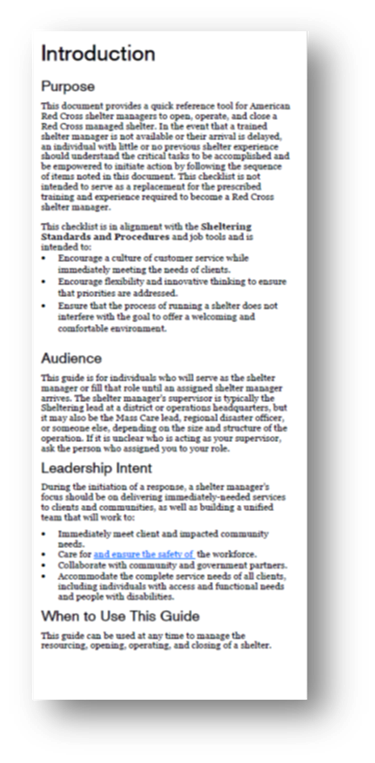 Introduction
Purpose
This document provides a quick reference tool for American
Red Cross shelter managers to open, operate, and close a
Red Cross managed shelter. In the event that a trained
shelter manager is not available or their arrival is delayed,
an individual with little or no previous shelter experience
should understand the critical tasks to be accomplished and
be empowered to initiate action by following the sequence
of items noted in this document. This checklist is not
intended to serve as a replacement for the prescribed
training and experience required to become a Red Cross
shelter manager.
This checklist is in alignment with the Sheltering
Standards and Procedures and job tools and is
intended to:
• Encourage a culture of customer service while
immediately meeting the needs of clients.
• Encourage flexibility and innovative thinking to ensure
that priorities are addressed.
• Ensure that the process of running a shelter does not
interfere with the goal to offer a welcoming and
comfortable environment.
Audience
This guide is for individuals who will serve as the shelter
manager or fill that role until an assigned shelter manager
arrives. The shelter manager's supervisor is typically the
Sheltering lead at a district or operations headquarters, but
it may also be the Mass Care lead, regional disaster officer,
or someone else, depending on the size and structure of the
operation. If it is unclear who is acting as your supervisor,
ask the person who assigned you to your role.
Leadership Intent
During the initiation of a response, a shelter manager's
focus should be on delivering immediately-needed services
to clients and communities, as well as building a unified
team that will work to:
• Immediately meet client and impacted community
needs.
• Care for and ensure the safety of the workforce.
• Collaborate with community and government partners.
• Accommodate the complete service needs of all clients,
including individuals with access and functional needs
and people with disabilities.
When to Use This Guide
This guide can be used at any time to manage the
resourcing, opening, operating, and closing of a shelter.